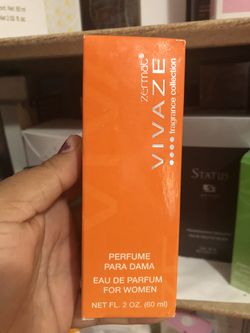 zermat
VIVAZE
fragrance collection
PERFUME
PARA DAMA
EAU DE PARFUM
FOR WOMEN
NET FL. 2 OZ. (60 ml)
STATUS